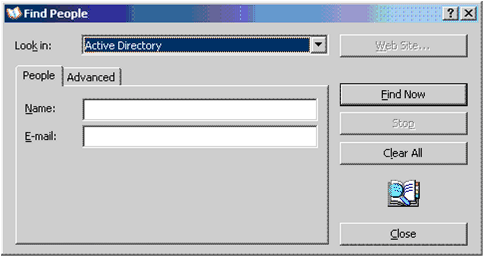 Find People
Look in: Active Directory Web Site...
People Advanced
Find Now
Name:
Stop
E-mail:
Clear All
Close